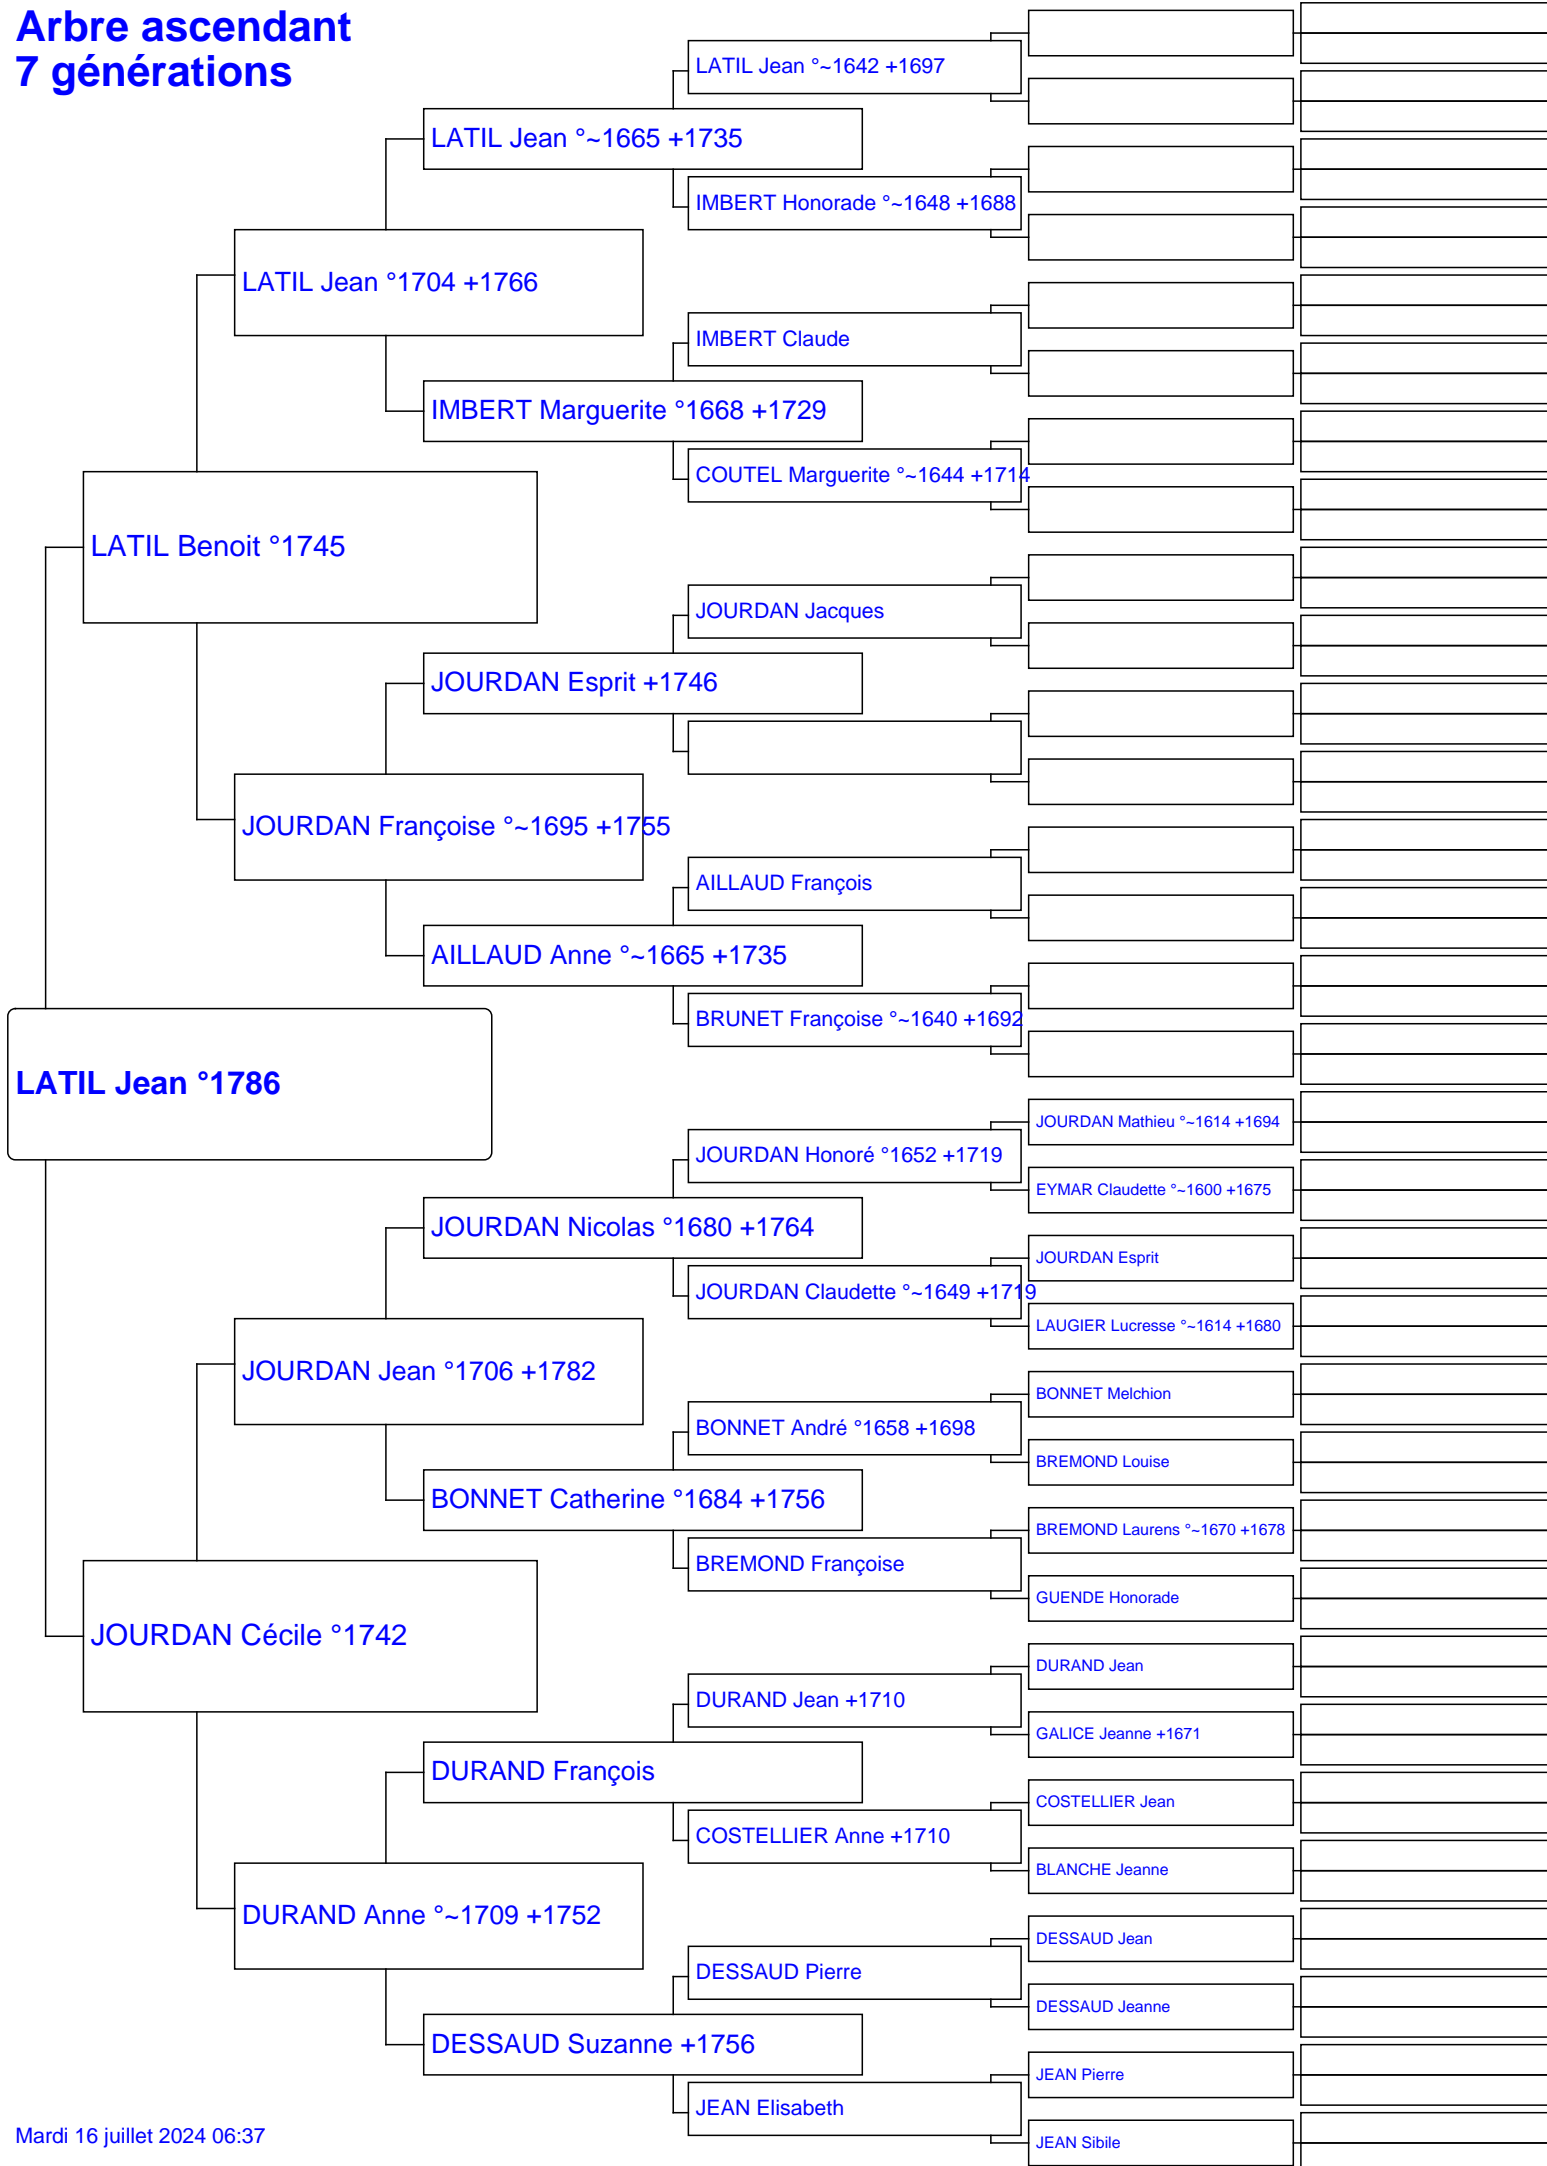 Arbre ascendant
7 générations
LATIL Jean °~1642 +1697
LATIL Jean °~1665 +1735
IMBERT Honorade °~1648 +1688
LATIL Jean °1704 +1766
IMBERT Claude
IMBERT Marguerite °1668 +1729
COUTEL Marguerite °~1644 +1714
LATIL Benoit °1745
JOURDAN Jacques
JOURDAN Esprit +1746
JOURDAN Françoise °~1695 +1755
AILLAUD François
AILLAUD Anne °~1665 +1735
BRUNET Françoise °~1640 +1692
LATIL Jean °1786
JOURDAN Mathieu °~1614 +1694
JOURDAN Honoré °1652 +1719
EYMAR Claudette °~1600 +1675
JOURDAN Nicolas °1680 +1764
JOURDAN Esprit
JOURDAN Claudette °~1649 +1719
LAUGIER Lucresse °~1614 +1680
JOURDAN Jean °1706 +1782
BONNET Melchion
BONNET André °1658 +1698
BREMOND Louise
BONNET Catherine °1684 +1756
BREMOND Laurens °~1670 +1678
BREMOND Françoise
GUENDE Honorade
JOURDAN Cécile °1742
DURAND Jean
DURAND Jean +1710
GALICE Jeanne +1671
DURAND François
COSTELLIER Jean
COSTELLIER Anne +1710
BLANCHE Jeanne
DURAND Anne °~1709 +1752
DESSAUD Jean
DESSAUD Pierre
DESSAUD Jeanne
DESSAUD Suzanne +1756
JEAN Pierre
JEAN Elisabeth
JEAN Sibile
Mardi 16 juillet 2024 06:37